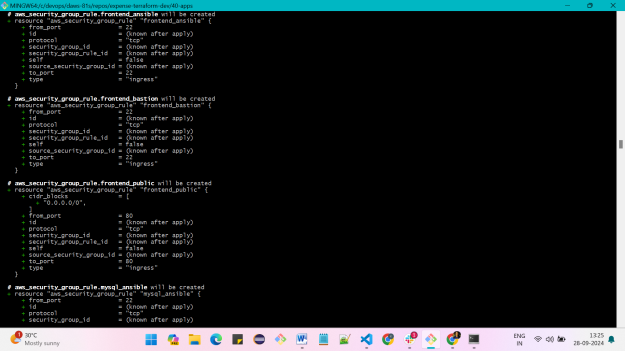 MINGW64:/c/devops/daws-81s/repos/expense-terraform-dev/40-apps
# aws_security_group_rule.frontend_ansible will be created
+ resource "aws_security_group_rule" "frontend_ansible" {
+ from_port = 22
+ id = (known after apply)
+ protocol = "tcp"
+ security_group_id = (known after apply)
+ security_group_rule_id = (known after apply)
+ self = false
+ source_security_group_id = (known after apply)
+ to_port = 22
+ type = "ingress"
}
# aws_security_group_rule.frontend_bastion will be created
+ resource "aws_security_group_rule" "frontend_bastion" {
+ from_port = 22
+ id = (known after apply)
+ protocol = "tcp"
+ security_group_id = (known after apply)
+ security_group_rule_id = (known after apply)
+ self = false
+ source_security_group_id = (known after apply)
+ to_port = 22
+ type = "ingress"
}
# aws_security_group_rule.frontend_public will be created
+ resource "aws_security_group_rule" "frontend_public" {
+ cidr_blocks = [
+ "0.0.0.0/0",
]
+ from_port = 80
+ id = (known after apply)
+ protocol = "tcp"
+ security_group_id = (known after apply)
+ security_group_rule_id = (known after apply)
+ self = false
+ source_security_group_id = (known after apply)
+ to_port = 80
+ type = "ingress"
}
# aws_security_group_rule.mysql_ansible will be created
+ resource "aws_security_group_rule" "mysql_ansible" {
+ from_port = 22
+ id = (known after apply)
+ protocol = "tcp"
+ security_group_id = (known after apply)
30°C
Mostly sunny
ENG
IN
13:25
28-09-2024